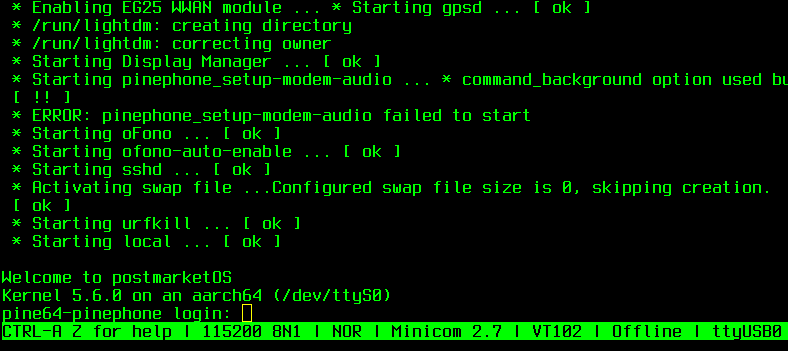 * Enabling EG25 WWAN module ... * Starting gpsd ... [ ok ]
* /run/lightdm: creating directory
* /run/lightdm: correcting owner
* Starting Display Manager ... [ ok ]
* Starting pinephone_setup-modem-audio ... * command_background option used bu
[ !! ]
* ERROR: pinephone_setup-modem-audio failed to start
* Starting oFono ... [ ok ]
* Starting ofono-auto-enable ... [ ok ]
* Starting sshd ... [ ok ]
* Activating swap file ...Configured swap file size is 0, skipping creation.
[ ok ]
* Starting urfkill ... [ ok ]
* Starting local ... [ ok ]
Welcome to postmarketOS
Kernel 5.6.0 on an aarch64 (/dev/ttyS0)
pine64-pinephone login:
CTRL-A Z for help | 115200 8N1 | NOR | Minicom 2.7 | VT102 | Offline | ttyUSB0